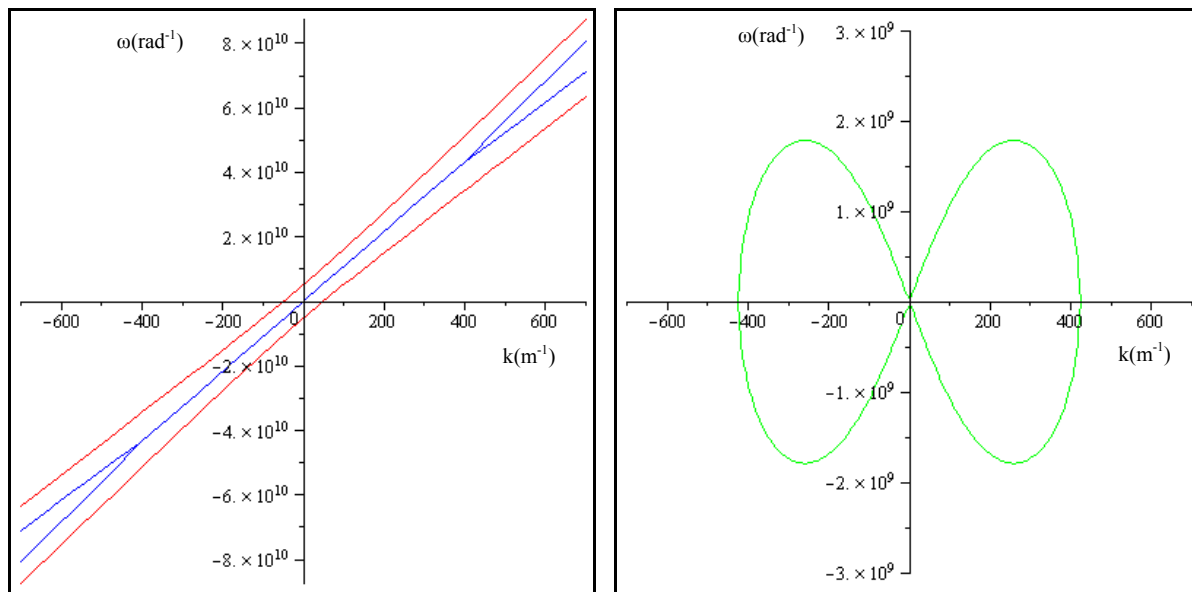 ω(rad⁻¹)
8. × 10¹⁰
6. × 10¹⁰
4. × 10¹⁰
2. × 10¹⁰
−600 −400 −200 0 200 400 600
k(m⁻¹)
−2. × 10¹⁰
−4. × 10¹⁰
−6. × 10¹⁰
−8. × 10¹⁰
ω(rad⁻¹)
3. × 10⁹
2. × 10⁹
1. × 10⁹
−600 −400 −200 0 200 400 600
k(m⁻¹)
−1. × 10⁹
−2. × 10⁹
−3. × 10⁹